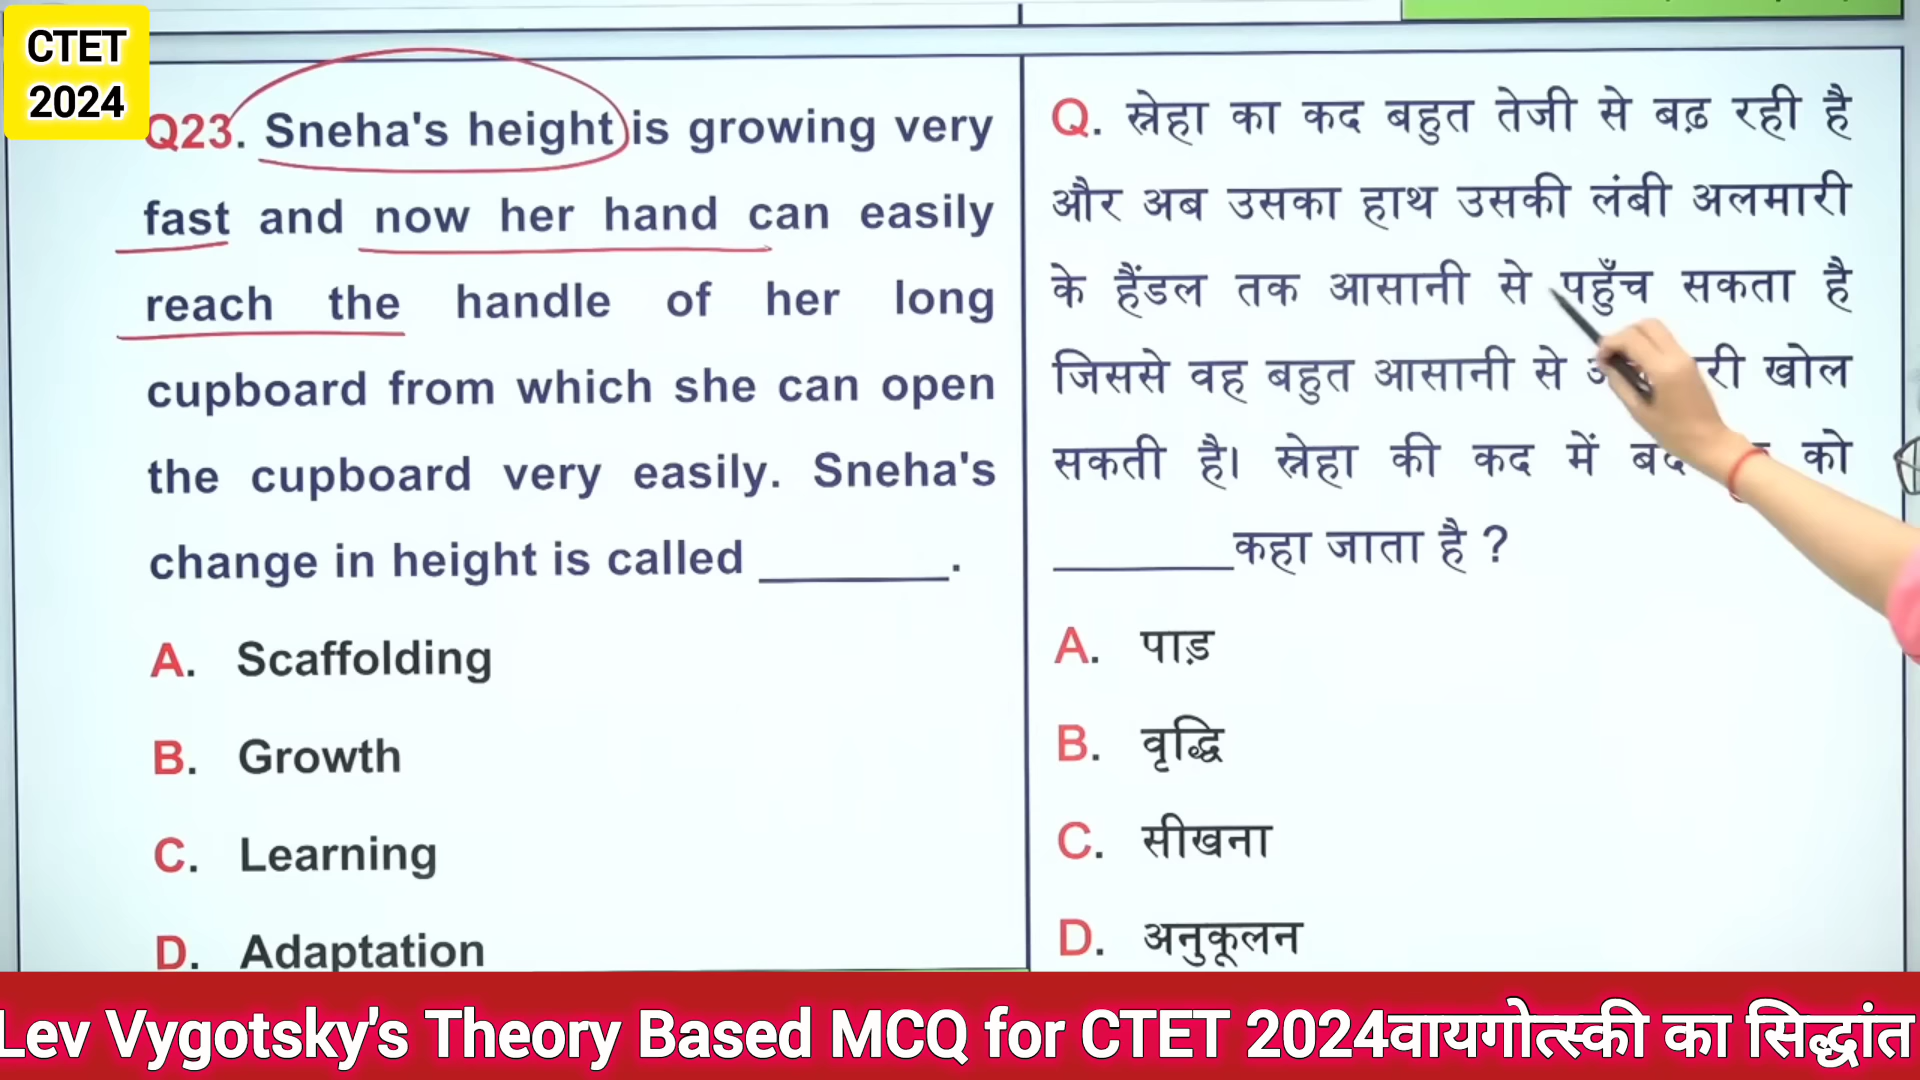 CTET
2024
Q23. Sneha's height is growing very
fast and now her hand can easily
reach the handle of her long
cupboard from which she can open
the cupboard very easily. Sneha's
change in height is called ________.
A. Scaffolding
B. Growth
C. Learning
D. Adaptation
Q. स्नेहा का कद बहुत तेजी से बढ़ रही है
और अब उसका हाथ उसकी लंबी अलमारी
के हैंडल तक आसानी से पहुँच सकता है
जिससे वह बहुत आसानी से खोल
सकती है। स्नेहा की कद में को
________कहा जाता है ?
A. पाड़
B. वृद्धि
C. सीखना
D. अनुकूलन
Lev Vygotsky's Theory Based MCQ for CTET 2024वायगोत्स्की का सिद्धांत